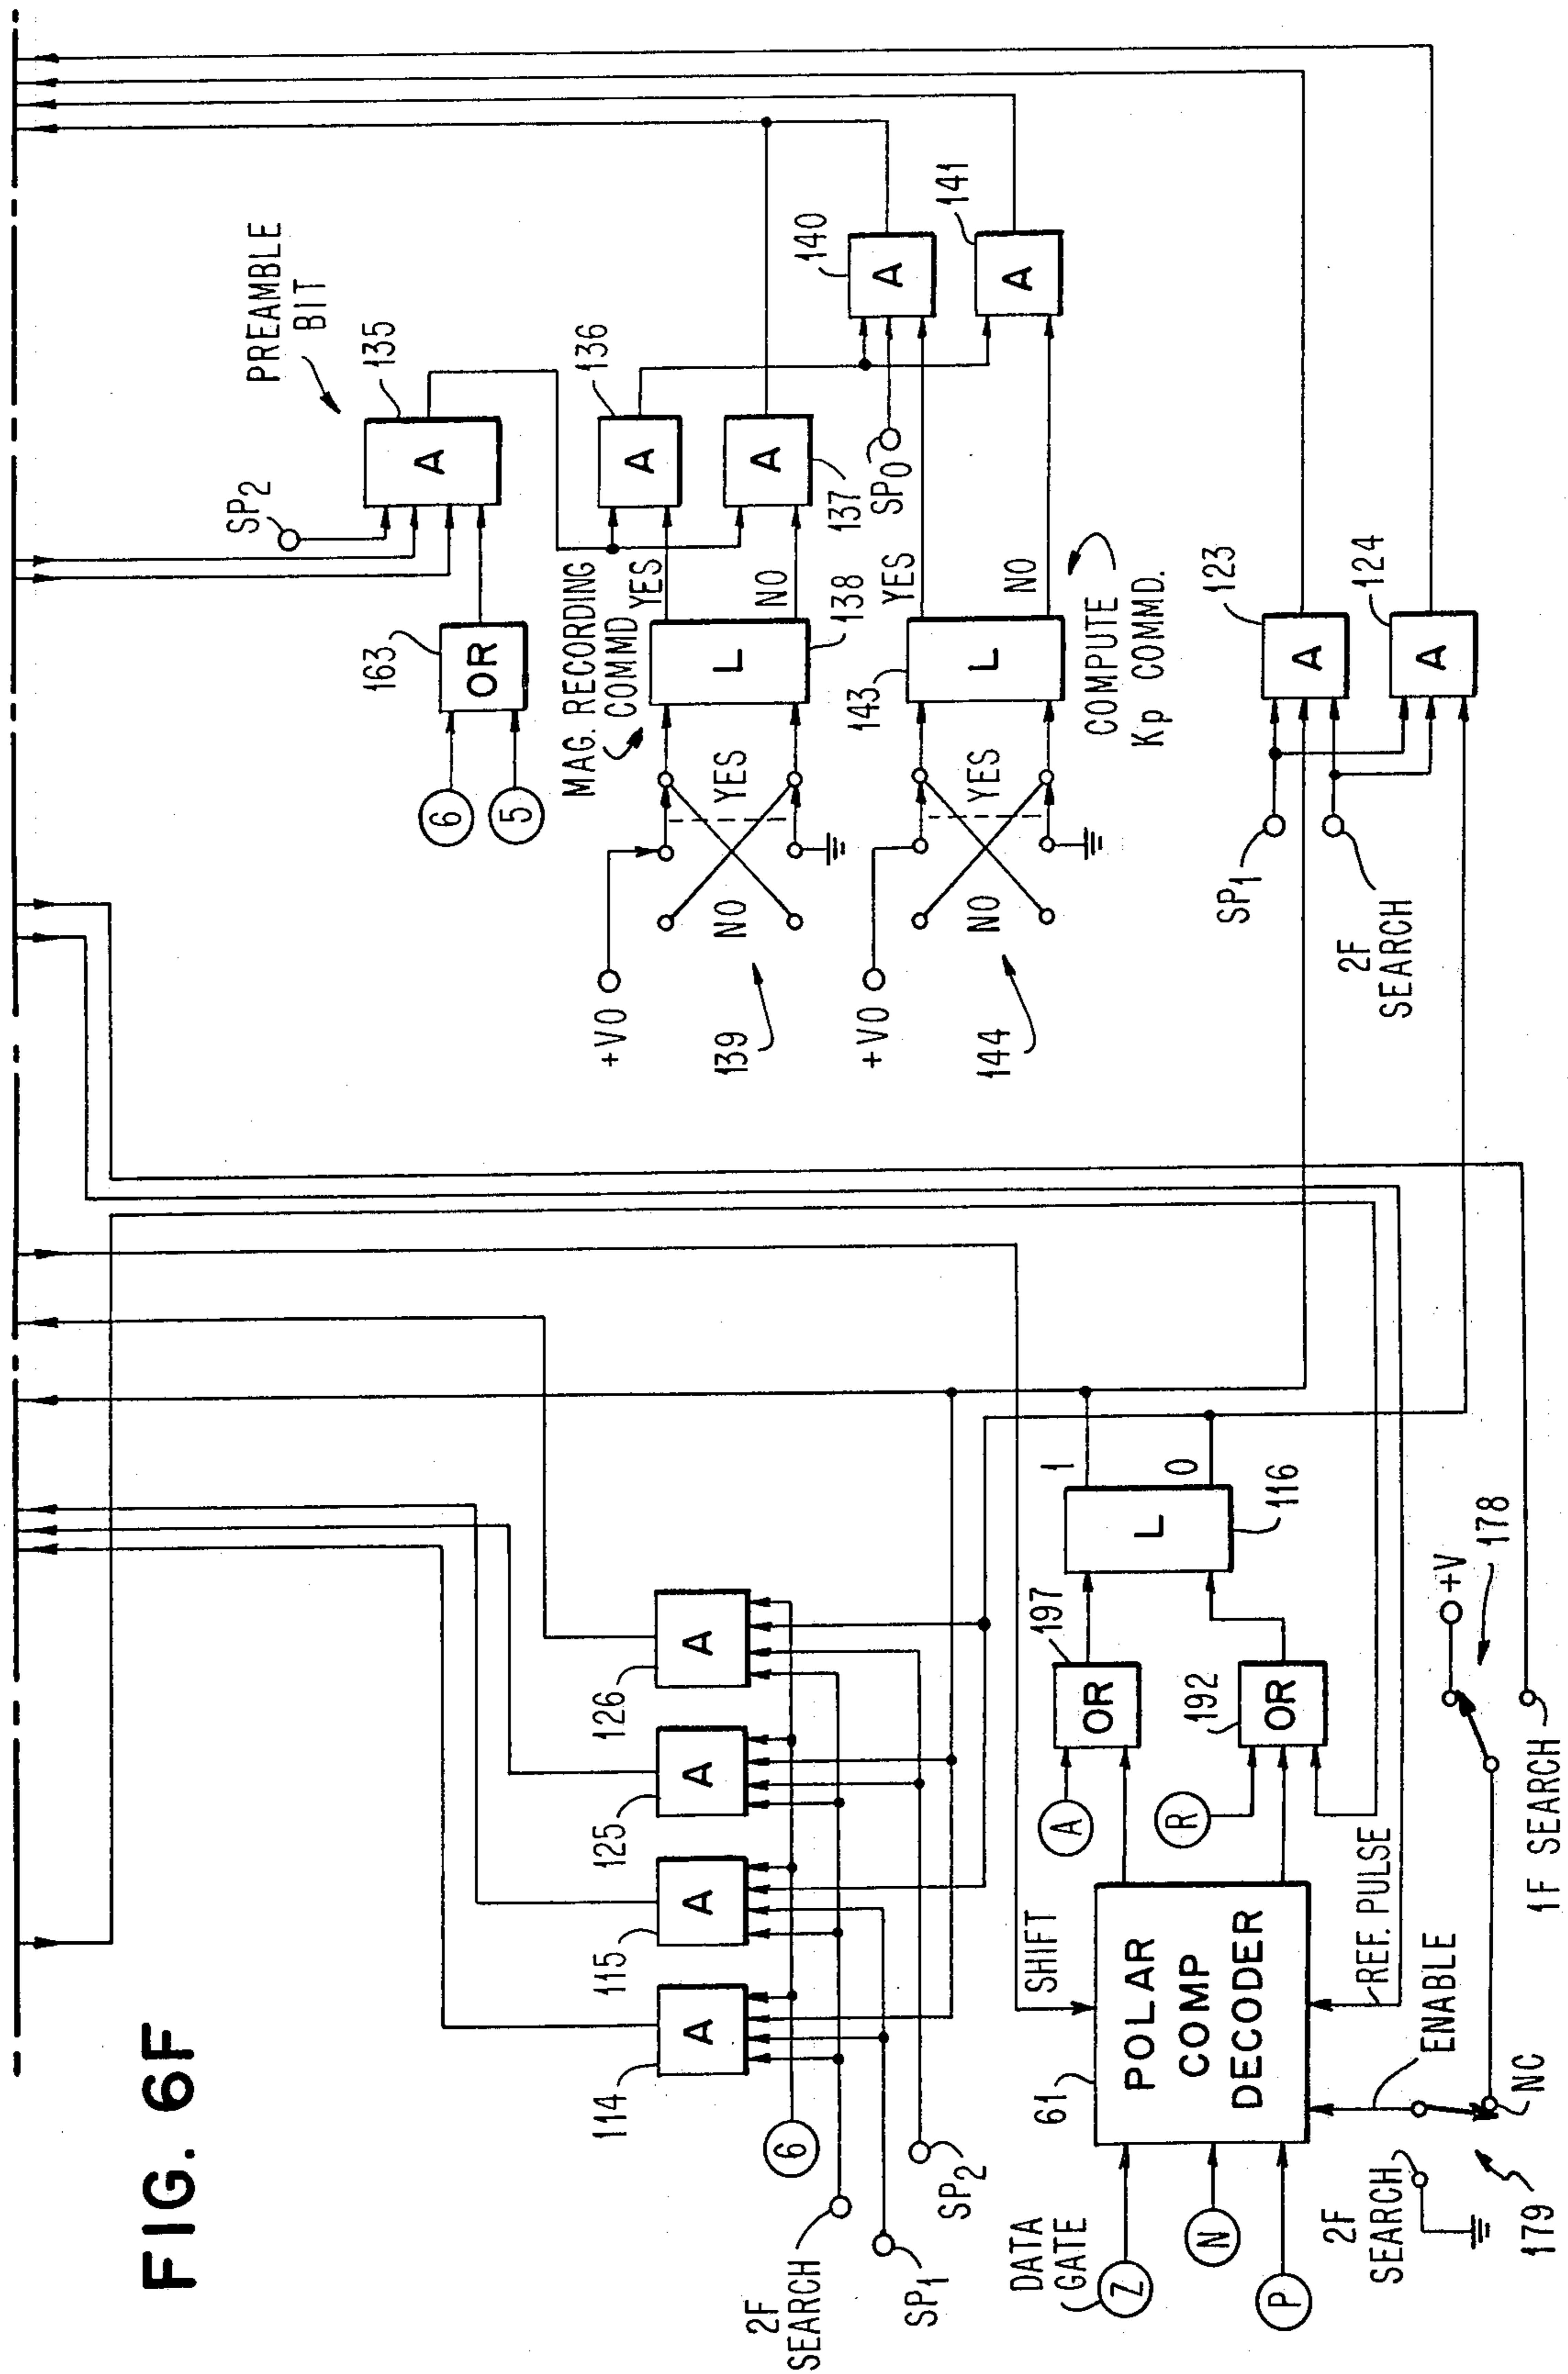 FIG. 6F
PREAMBLE
BIT
135
SP2
A
163
OR
6
5
136
A
A
137
MAG. RECORDING
COMMD
YES
NO
L
138
YES
NO
+V0
139
140
A
141
A
SP0
YES
NO
143
L
COMPUTE
Kp COMMD.
YES
NO
+V0
144
123
A
124
A
SP1
2F
SEARCH
114
A
115
A
125
A
126
A
6
2F
SEARCH
SP1
SP2
SHIFT
61
POLAR
COMP
DECODER
DATA
GATE
Z
N
P
A
R
197
OR
192
OR
L
116
1
0
REF. PULSE
ENABLE
2F
SEARCH
179
NC
+V
178
1F SEARCH